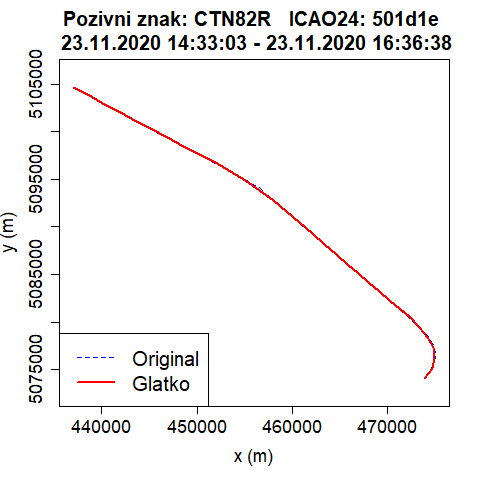 Pozivni znak: CTN82R   ICAO24: 501d1e
23.11.2020 14:33:03 - 23.11.2020 16:36:38
5105000
5095000
5085000
5075000
y (m)
Original
Glatko
440000 450000 460000 470000
x (m)